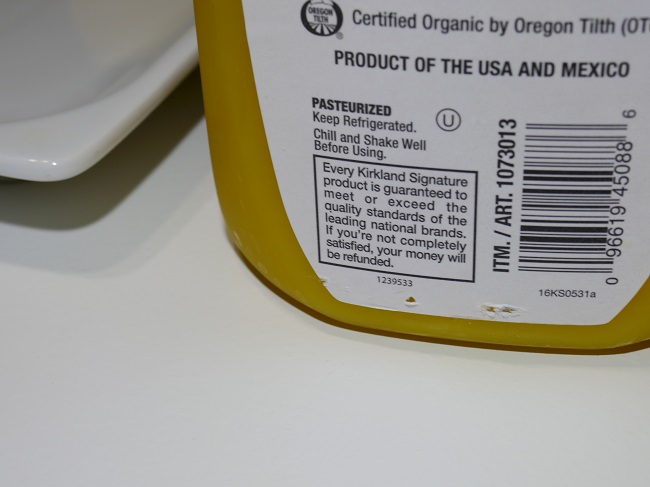 OREGON
TILTH
®
Certified Organic by Oregon Tilth (OT
PRODUCT OF THE USA AND MEXICO
PASTEURIZED
Keep Refrigerated.
Chill and Shake Well
Before Using.
U
Every Kirkland Signature
product is guaranteed to
meet or exceed the
quality standards of the
leading national brands.
If you're not completely
satisfied, your money will
be refunded.
1239533
ITM. / ART. 1073013
0 96619 45088 6
16KS0531a